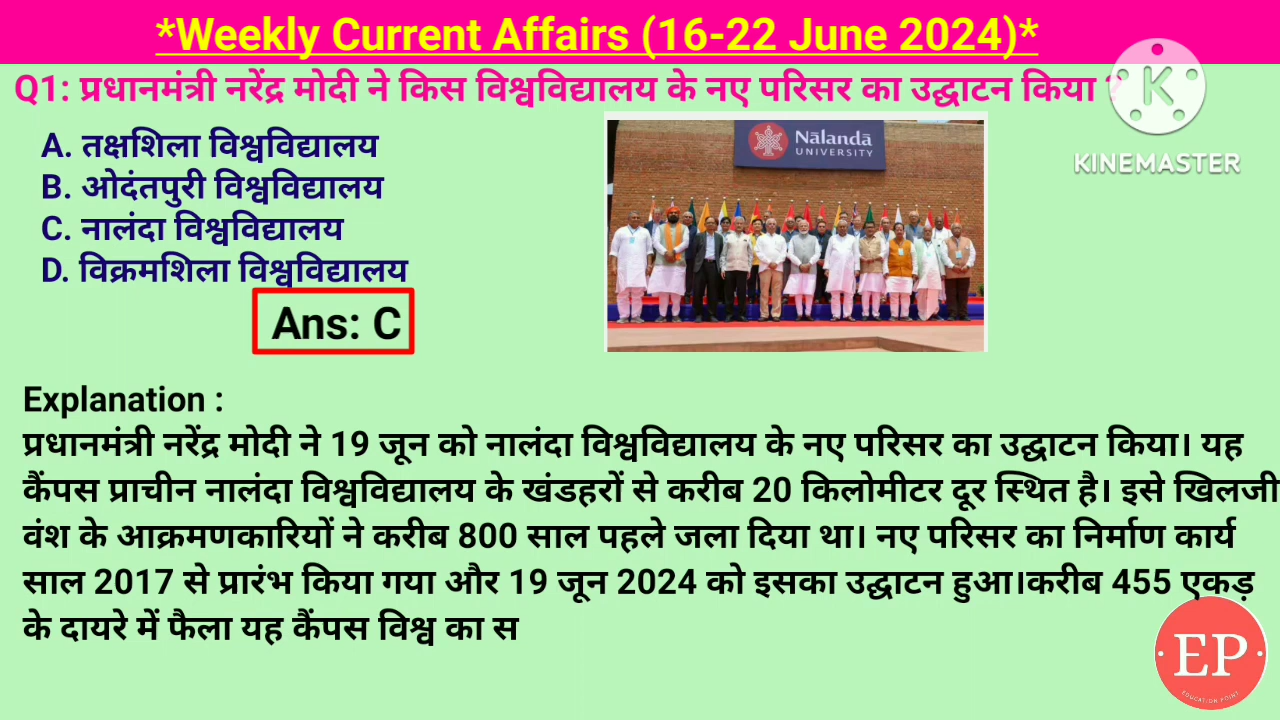 *Weekly Current Affairs (16-22 June 2024)*
Q1: प्रधानमंत्री नरेंद्र मोदी ने किस विश्वविद्यालय के नए परिसर का उद्घाटन किया ?
K
KINEMASTER
A. तक्षशिला विश्वविद्यालय
B. ओदंतपुरी विश्वविद्यालय
C. नालंदा विश्वविद्यालय
D. विक्रमशिला विश्वविद्यालय
Nālandā
UNIVERSITY
Ans: C
Explanation :
प्रधानमंत्री नरेंद्र मोदी ने 19 जून को नालंदा विश्वविद्यालय के नए परिसर का उद्घाटन किया। यह
कैंपस प्राचीन नालंदा विश्वविद्यालय के खंडहरों से करीब 20 किलोमीटर दूर स्थित है। इसे खिलजी
वंश के आक्रमणकारियों ने करीब 800 साल पहले जला दिया था। नए परिसर का निर्माण कार्य
साल 2017 से प्रारंभ किया गया और 19 जून 2024 को इसका उद्घाटन हुआ।करीब 455 एकड़
के दायरे में फैला यह कैंपस विश्व का स
EP
EDUCATION POINT